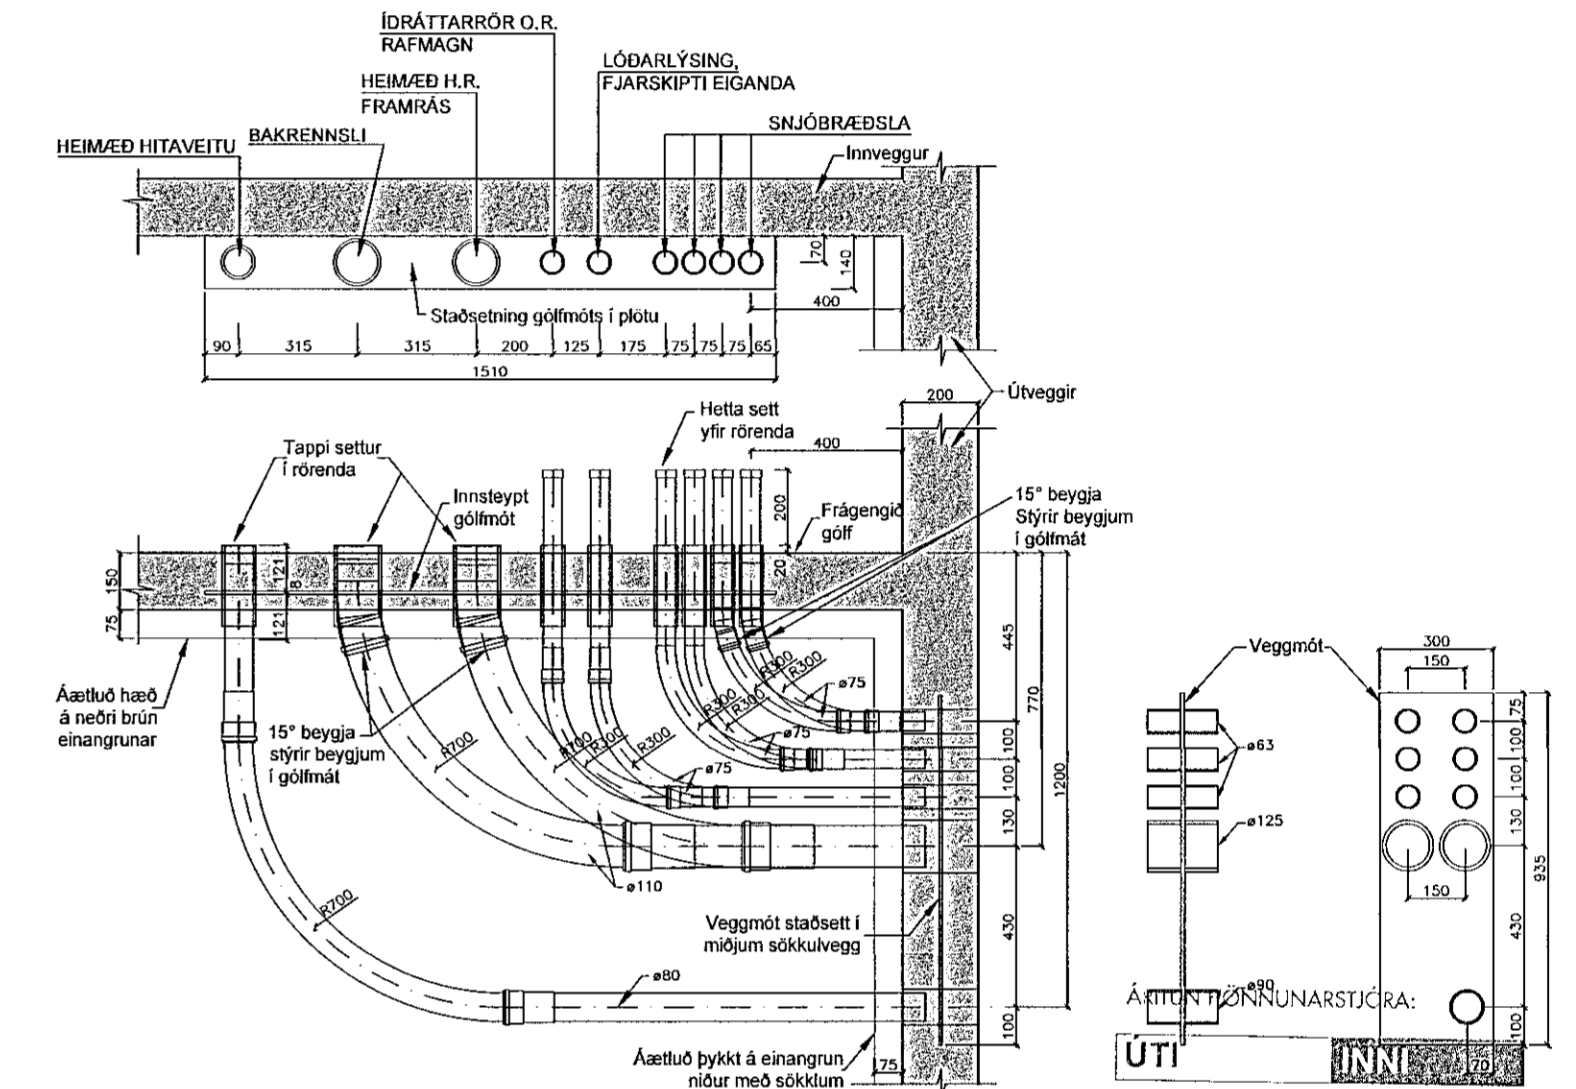 ÍDRÁTTARRÖR O.R.
RAFMAGN
HEIMÆÐ H.R.
FRAMRÁS
LÓÐARLÝSING,
FJARSKIPTI EIGANDA
SNJÓBRÆÐSLA
HEIMÆÐ HITAVEITU
BAKRENNSLI
Innveggur
70
140
400
Staðsetning gólfmóts í plötu
90 315 315 200 125 175 75 75 75 65
1510
Útveggir
200
Hetta sett
yfir rörenda
400
Tappi settur
í rörenda
Innsteypt
gólfmót
200
Frágengið
gólf
15° beygja
Stýrir beygjum
í gólfmát
150
75
121
8
121
20
445
770
1200
Áætluð hæð
á neðri brún
einangrunar
15° beygja
stýrir beygjum
í gólfmát
R700
R700
R300
R300
R300
R300
R300
R300
ø75
ø75
ø75
100
100
130
ø110
R700
Veggmót staðsett í
miðjum sökkulvegg
430
ø80
100
Áætluð þykkt á einangrun
niður með sökklum
75
Veggmót
300
150
75
100
100
130
ø63
ø125
150
935
430
ø90
ÁRITUN HÖNNUNARSTJÓRA:
100
ÚTI
INNI
70